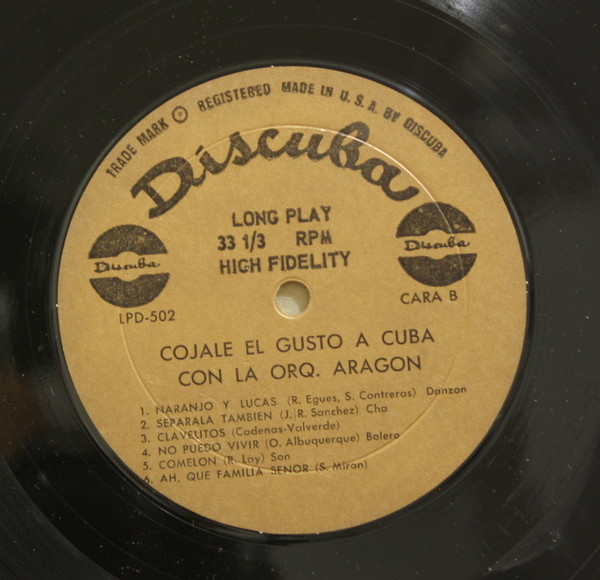 TRADE MARK © REGISTERED MADE IN U.S.A. BY DISCUBA
Discuba
LONG PLAY
33 1/3 RPM
HIGH FIDELITY
Discuba
Discuba
LPD-502
CARA B
COJALE EL GUSTO A CUBA
CON LA ORQ. ARAGON
1. NARANJO Y LUCAS (R. Egues, S. Contreras) Danzon
2. SEPARALA TAMBIEN (J. R. Sanchez) Cha
3. CLAVELITOS (Cadenas-Valverde)
4. NO PUEDO VIVIR (O. Albuquerque) Bolero
5. COMELON (R. Lay) Son
6. AH, QUE FAMILIA SENOR (S. Miran)